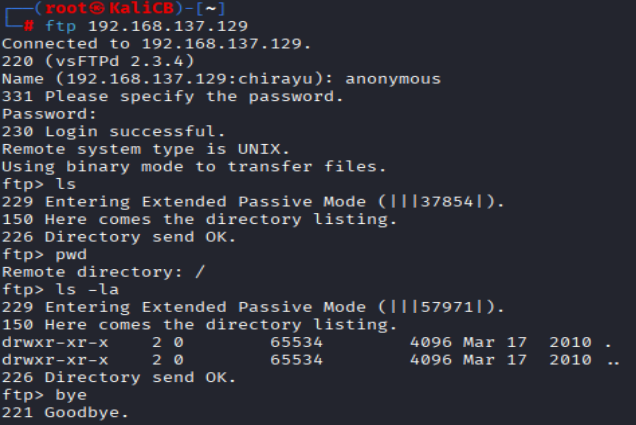 ┌──(root㉿KaliCB)-[~]
└─# ftp 192.168.137.129
Connected to 192.168.137.129.
220 (vsFTPd 2.3.4)
Name (192.168.137.129:chirayu): anonymous
331 Please specify the password.
Password:
230 Login successful.
Remote system type is UNIX.
Using binary mode to transfer files.
ftp> ls
229 Entering Extended Passive Mode (|||37854|).
150 Here comes the directory listing.
226 Directory send OK.
ftp> pwd
Remote directory: /
ftp> ls -la
229 Entering Extended Passive Mode (|||57971|).
150 Here comes the directory listing.
drwxr-xr-x    2 0        65534        4096 Mar 17  2010 .
drwxr-xr-x    2 0        65534        4096 Mar 17  2010 ..
226 Directory send OK.
ftp> bye
221 Goodbye.